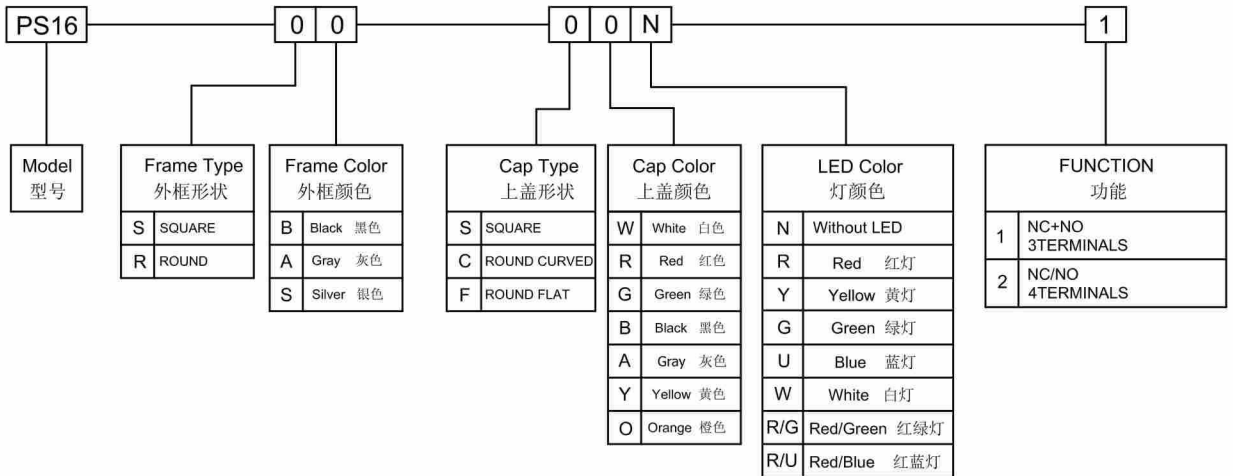 PS16 0 0 0 0 N 1
Model
型号
Frame Type
外框形状
S SQUARE
R ROUND
Frame Color
外框颜色
B Black 黑色
A Gray 灰色
S Silver 银色
Cap Type
上盖形状
S SQUARE
C ROUND CURVED
F ROUND FLAT
Cap Color
上盖颜色
W White 白色
R Red 红色
G Green 绿色
B Black 黑色
A Gray 灰色
Y Yellow 黄色
O Orange 橙色
LED Color
灯颜色
N Without LED
R Red 红灯
Y Yellow 黄灯
G Green 绿灯
U Blue 蓝灯
W White 白灯
R/G Red/Green 红绿灯
R/U Red/Blue 红蓝灯
FUNCTION
功能
1 NC+NO
3TERMINALS
2 NC/NO
4TERMINALS